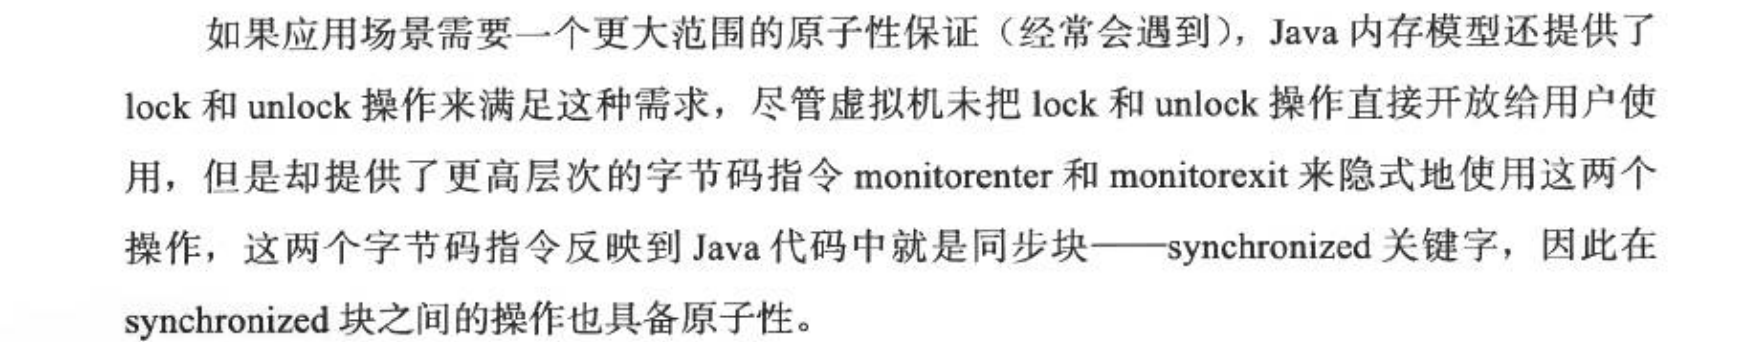 如果应用场景需要一个更大范围的原子性保证（经常会遇到），Java 内存模型还提供了
lock 和 unlock 操作来满足这种需求，尽管虚拟机未把 lock 和 unlock 操作直接开放给用户使
用，但是却提供了更高层次的字节码指令 monitorenter 和 monitorexit 来隐式地使用这两个
操作，这两个字节码指令反映到 Java 代码中就是同步块——synchronized 关键字，因此在
synchronized 块之间的操作也具备原子性。